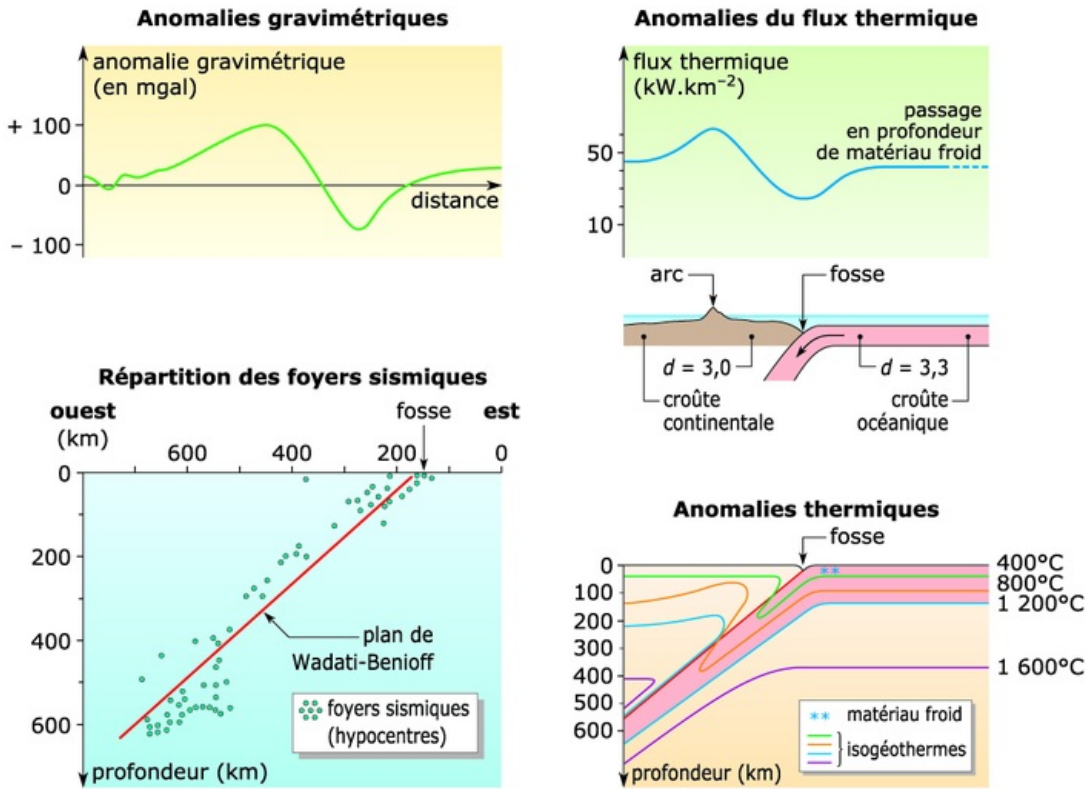 Anomalies gravimétriques
anomalie gravimétrique
(en mgal)
+ 100
0
– 100
distance
Anomalies du flux thermique
flux thermique
(kW.km–2)
50
10
passage
en profondeur
de matériau froid
arc
fosse
d = 3,0
d = 3,3
croûte
continentale
croûte
océanique
Répartition des foyers sismiques
ouest
fosse
est
(km)
600
400
200
0
0
200
400
600
plan de
Wadati-Benioff
foyers sismiques
(hypocentres)
profondeur (km)
Anomalies thermiques
fosse
0
100
200
300
400
500
600
400°C
800°C
1 200°C
1 600°C
** matériau froid
isogéothermes
profondeur (km)